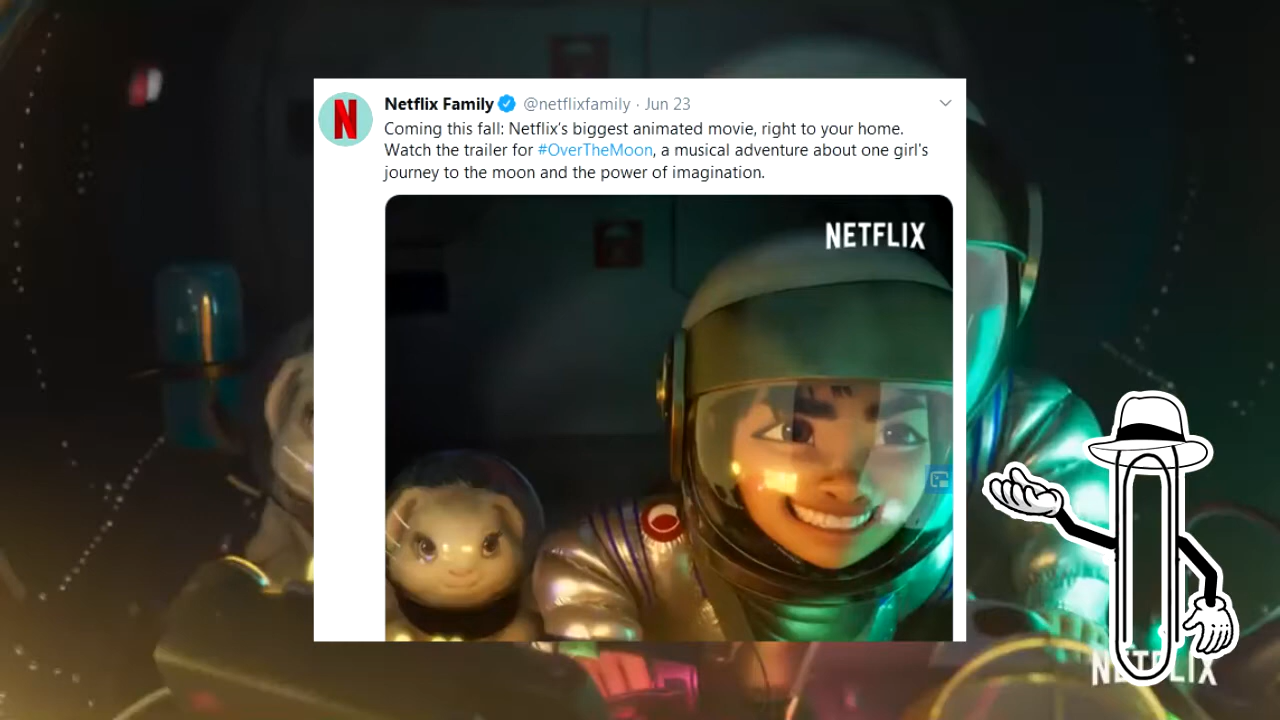 Netflix Family @netflixfamily · Jun 23
Coming this fall: Netflix's biggest animated movie, right to your home.
Watch the trailer for #OverTheMoon, a musical adventure about one girl's
journey to the moon and the power of imagination.
NETFLIX
NETFLIX